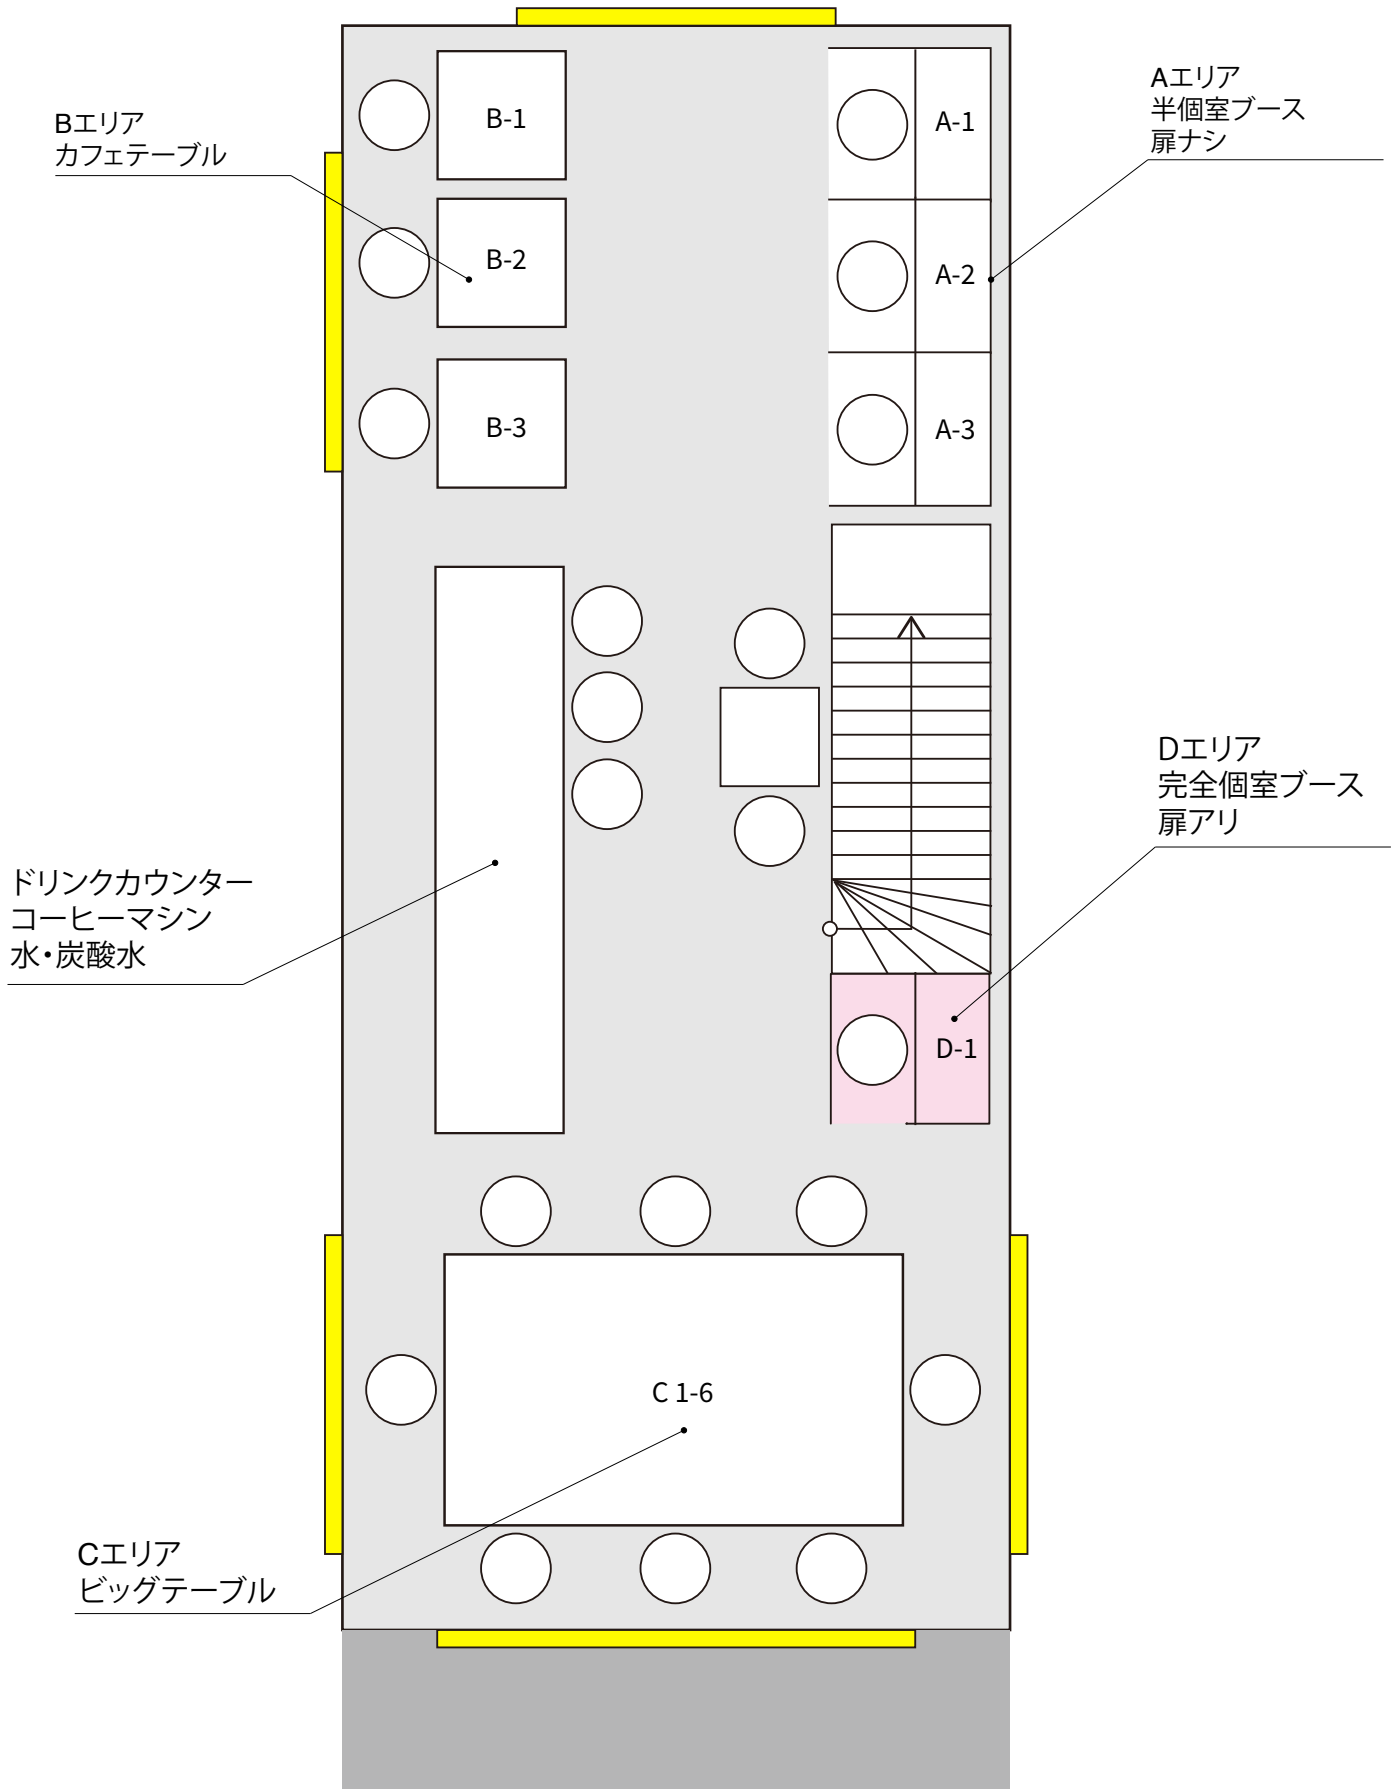 Aエリア
半個室ブース
扉ナシ
Bエリア
カフェテーブル
B-1
A-1
B-2
A-2
B-3
A-3
Dエリア
完全個室ブース
扉アリ
ドリンクカウンター
コーヒーマシン
水・炭酸水
D-1
C 1-6
Cエリア
ビッグテーブル